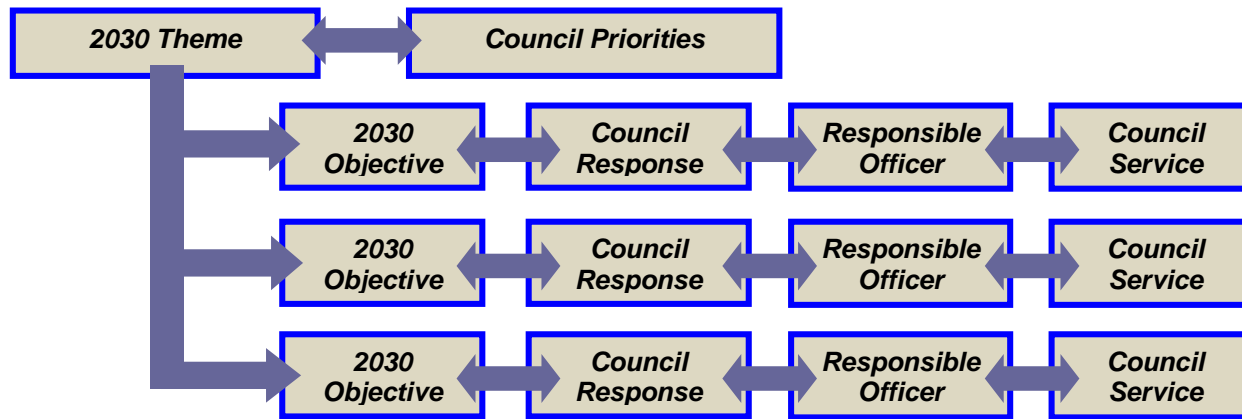 2030 Theme
Council Priorities
2030
Objective
Council
Response
Responsible
Officer
Council
Service
2030
Objective
Council
Response
Responsible
Officer
Council
Service
2030
Objective
Council
Response
Responsible
Officer
Council
Service